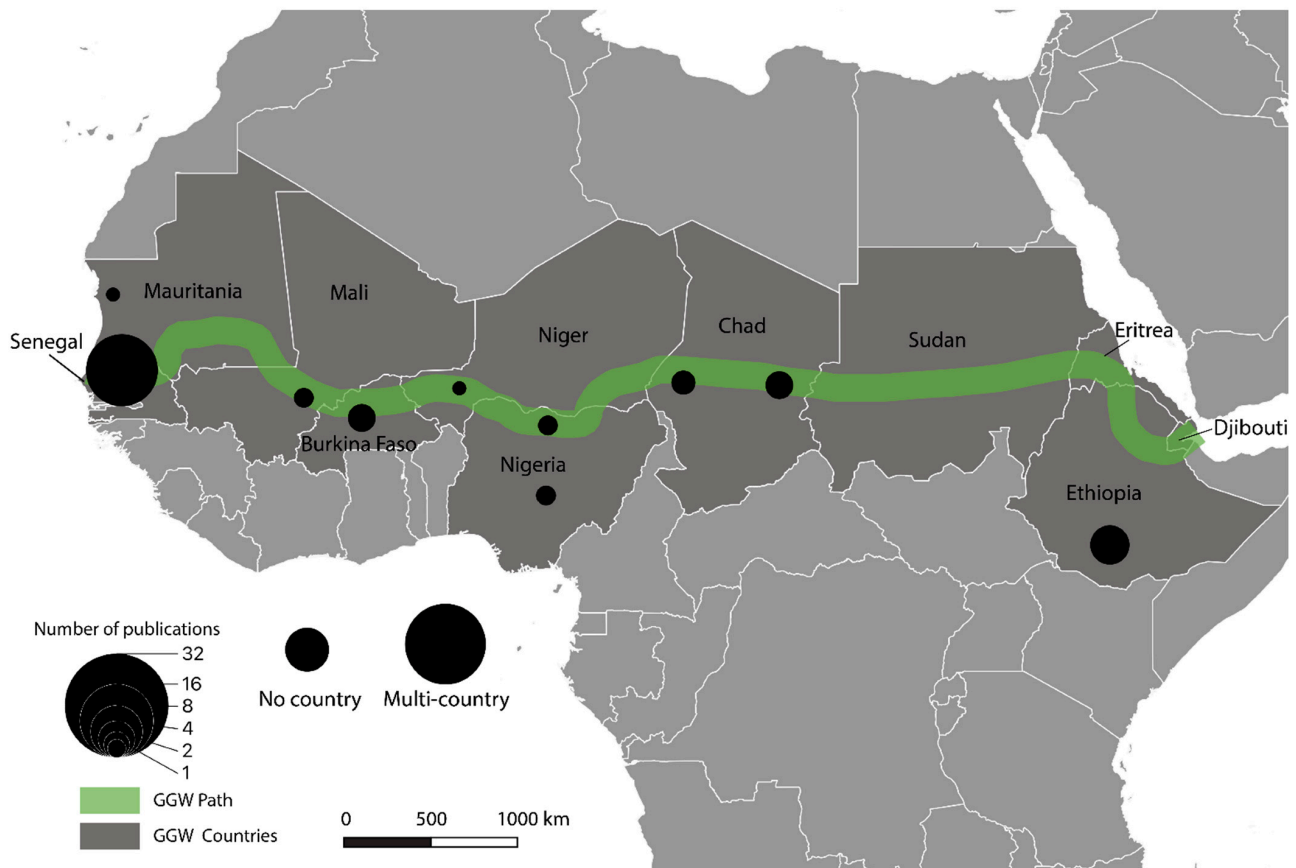 Mauritania
Mali
Niger
Chad
Sudan
Eritrea
Senegal
Djibouti
Burkina Faso
Nigeria
Ethiopia
Number of publications
32
16
8
4
2
1
No country
Multi-country
GGW Path
GGW Countries
0 500 1000 km